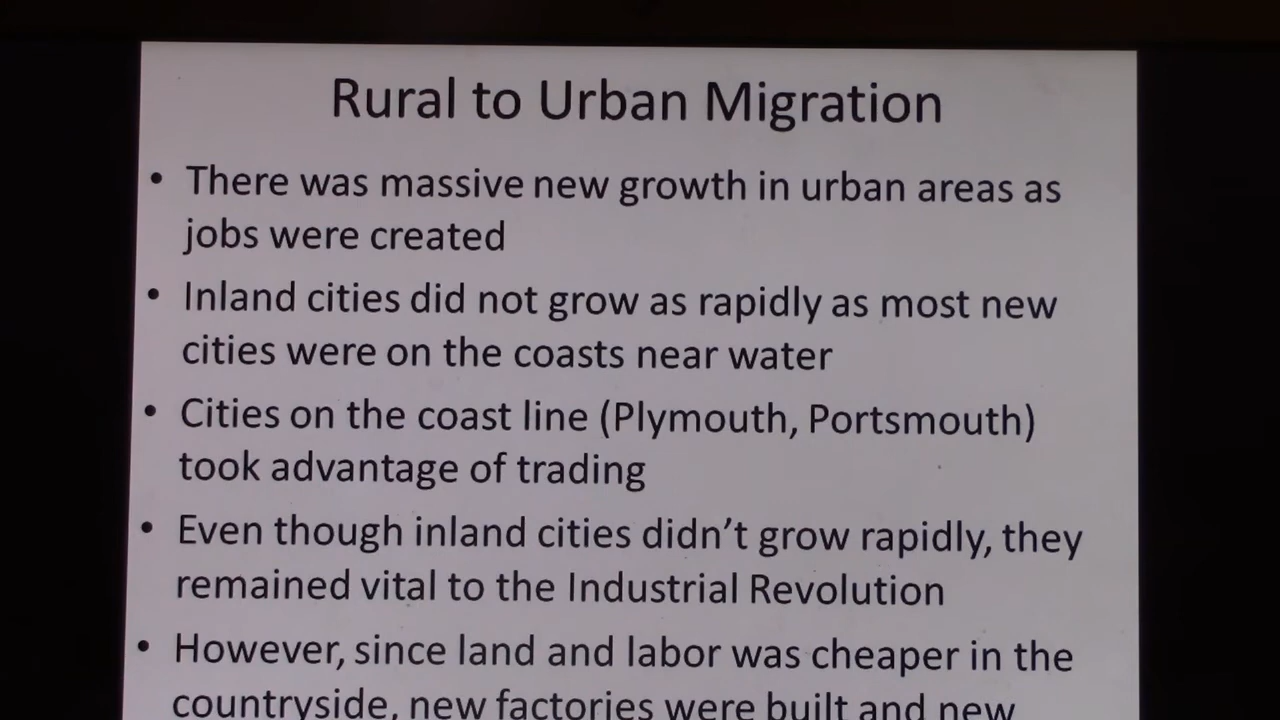 Rural to Urban Migration
• There was massive new growth in urban areas as
jobs were created
• Inland cities did not grow as rapidly as most new
cities were on the coasts near water
• Cities on the coast line (Plymouth, Portsmouth)
took advantage of trading
• Even though inland cities didn't grow rapidly, they
remained vital to the Industrial Revolution
• However, since land and labor was cheaper in the
countryside, new factories were built and new